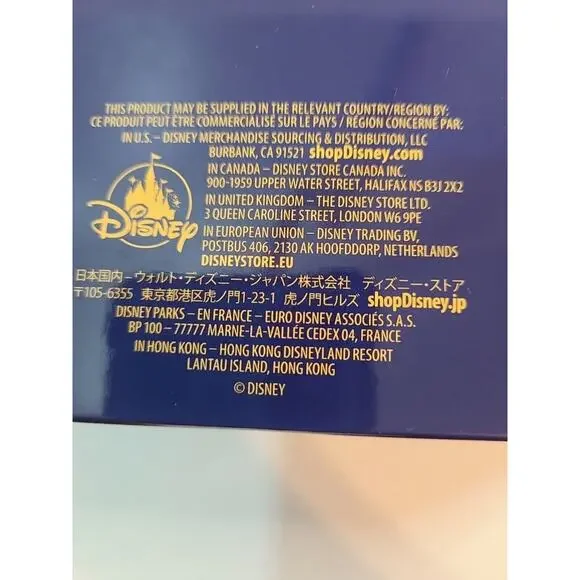 THIS PRODUCT MAY BE SUPPLIED IN THE RELEVANT COUNTRY/REGION BY:
CE PRODUIT PEUT ÊTRE COMMERCIALISÉ SUR LE PAYS / RÉGION CONCERNÉ PAR:
IN U.S. – DISNEY MERCHANDISE SOURCING & DISTRIBUTION, LLC
BURBANK, CA 91521 shopDisney.com
IN CANADA – DISNEY STORE CANADA INC.
900-1959 UPPER WATER STREET, HALIFAX NS B3J 2X2
IN UNITED KINGDOM – THE DISNEY STORE LTD.
3 QUEEN CAROLINE STREET, LONDON W6 9PE
IN EUROPEAN UNION – DISNEY TRADING BV,
POSTBUS 406, 2130 AK HOOFDDORP, NETHERLANDS
DISNEYSTORE.EU
DISNEY
日本国内－ウォルト・ディズニー・ジャパン株式会社 ディズニー・ストア
〒105-6355 東京都港区虎ノ門1-23-1 虎ノ門ヒルズ shopDisney.jp
DISNEY PARKS – EN FRANCE – EURO DISNEY ASSOCIÉS S.A.S.
BP 100 – 77777 MARNE-LA-VALLÉE CEDEX 04, FRANCE
IN HONG KONG – HONG KONG DISNEYLAND RESORT
LANTAU ISLAND, HONG KONG
© DISNEY